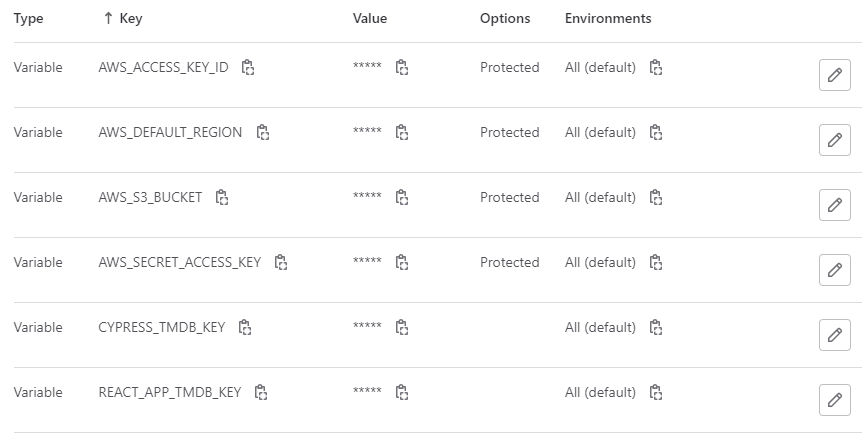 Type ↑ Key Value Options Environments
Variable AWS_ACCESS_KEY_ID ***** Protected All (default)
Variable AWS_DEFAULT_REGION ***** Protected All (default)
Variable AWS_S3_BUCKET ***** Protected All (default)
Variable AWS_SECRET_ACCESS_KEY ***** Protected All (default)
Variable CYPRESS_TMDB_KEY ***** All (default)
Variable REACT_APP_TMDB_KEY ***** All (default)